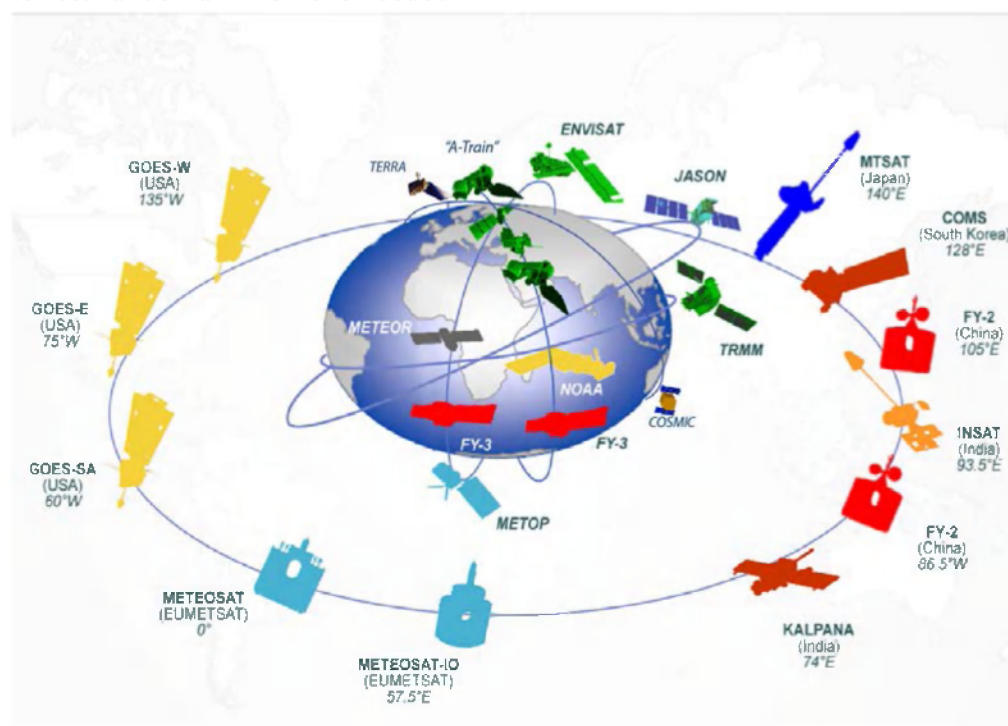 ENVISAT
"A-Train"
TERRA
GOES-W
(USA)
135°W
JASON
MTSAT
(Japan)
140°E
COMS
(South Korea)
128°E
GOES-E
(USA)
75°W
FY-2
(China)
105°E
METEOR
TRMM
NOAA
COSMIC
INSAT
(India)
93.5°E
FY-3
FY-3
GOES-SA
(USA)
60°W
METOP
FY-2
(China)
86.5°W
METEOSAT
(EUMETSAT)
0°
KALPANA
(India)
74°E
METEOSAT-IO
(EUMETSAT)
57.5°E